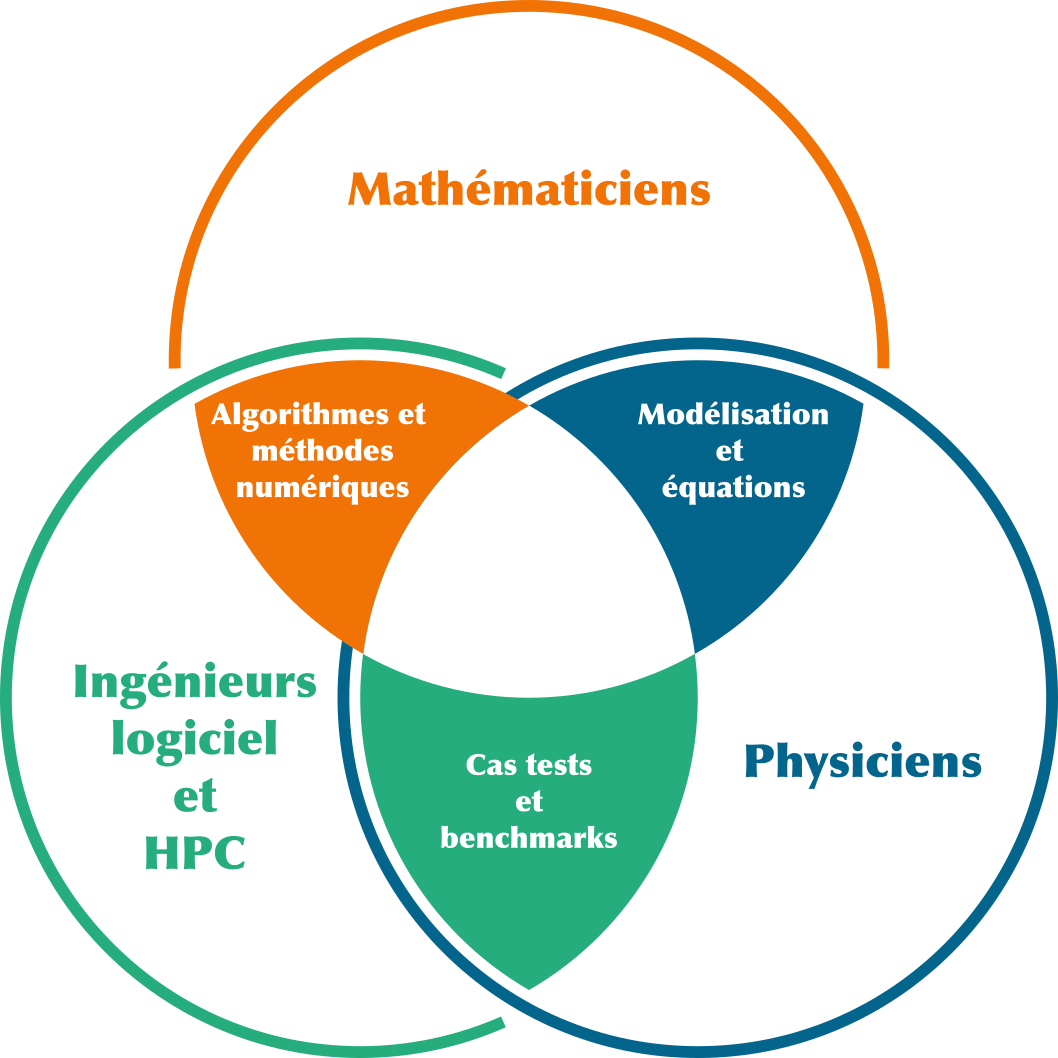 Mathématiciens
Algorithmes et
méthodes
numériques
Modélisation
et
équations
Ingénieurs
logiciel
et
HPC
Physiciens
Cas tests
et
benchmarks